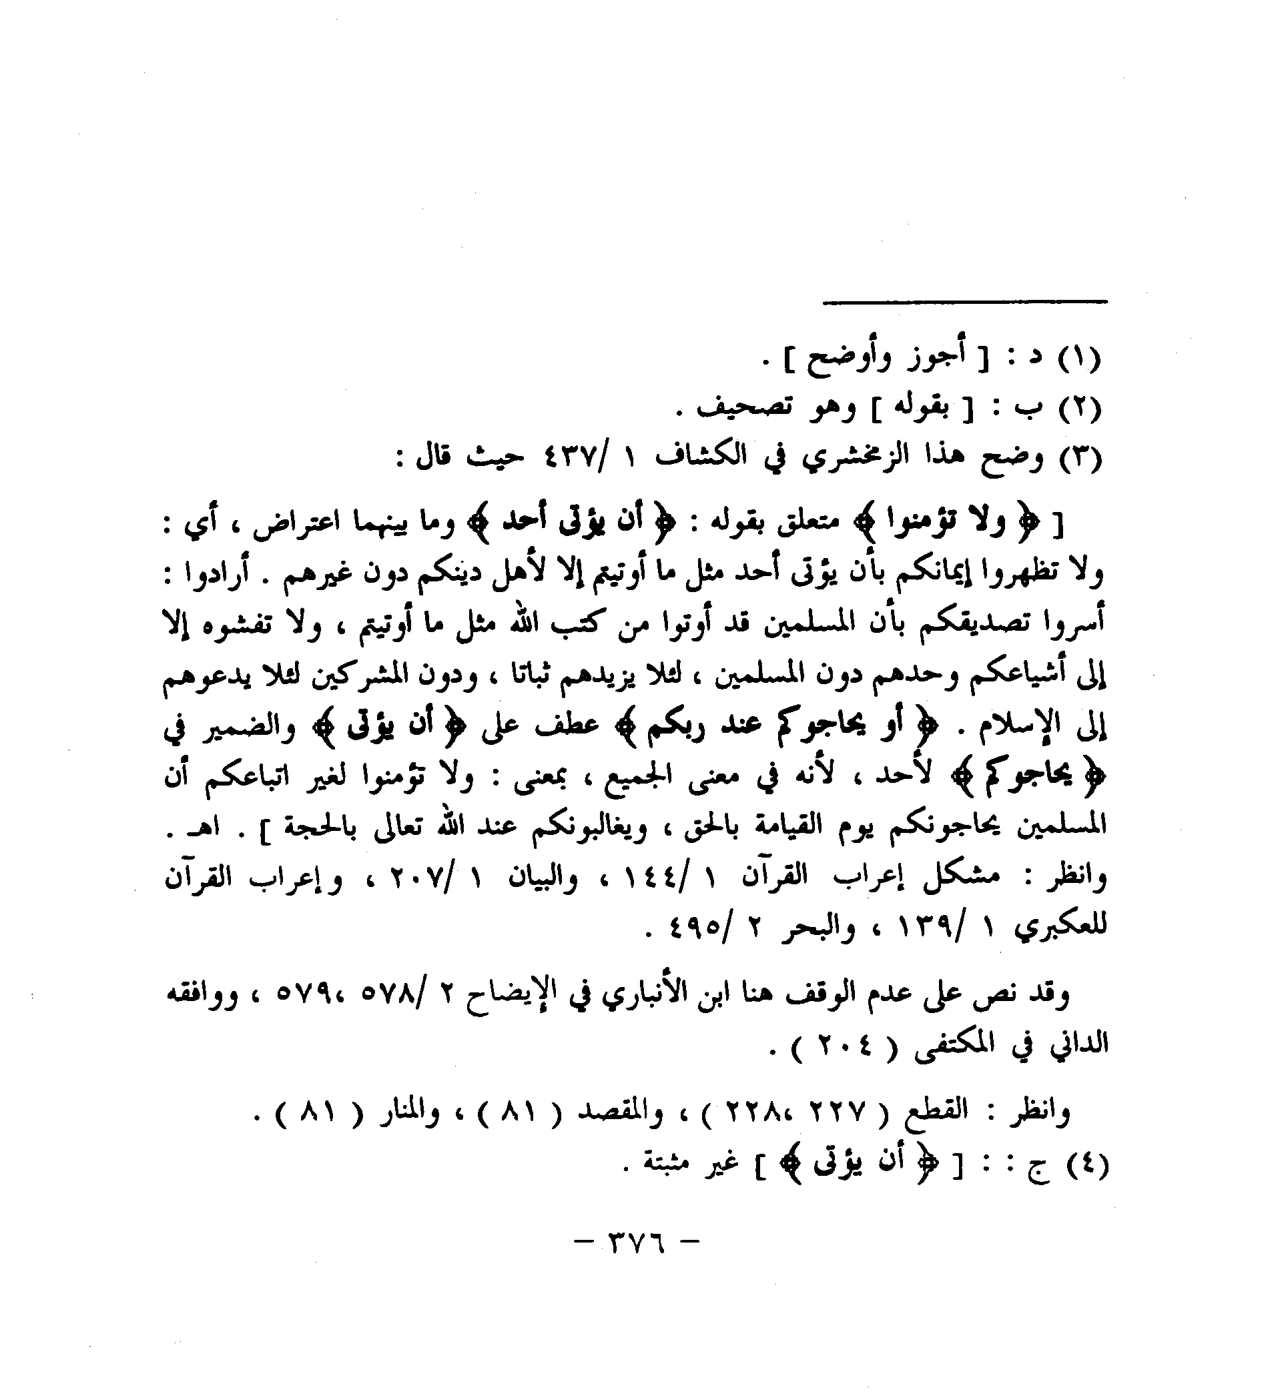 (١) د : [ أجوز وأوضح ] .
(٢) ب : [ بقوله ] وهو تصحيف .
(٣) وضح هذا الزمخشري في الكشاف ١ /٤٣٧ حيث قال :
[ ﴿ ولا تؤمنوا ﴾ متعلق بقوله : ﴿ أن يؤتى أحد ﴾ وما بينهما اعتراض ، أي :
ولا تظهروا إيمانكم بأن يؤتى أحد مثل ما أوتيتم إلا لأهل دينكم دون غيرهم . أرادوا :
أسروا تصديقكم بأن المسلمين قد أوتوا من كتب الله مثل ما أوتيتم ، ولا تفشوه إلا
إلى أشياعكم وحدهم دون المسلمين ، لئلا يزيدهم ثباتا ، ودون المشركين لئلا يدعوهم
إلى الإسلام . ﴿ أو يحاجوكم عند ربكم ﴾ عطف على ﴿ أن يؤتى ﴾ والضمير في
﴿ يحاجوكم ﴾ لأحد ، لأنه في معنى الجميع ، بمعنى : ولا تؤمنوا لغير اتباعكم أن
المسلمين يحاجونكم يوم القيامة بالحق ، ويغالبونكم عند الله تعالى بالحجة ] . اهـ .
وانظر : مشكل إعراب القرآن ١ /١٤٤ ، والبيان ١ /٢٠٧ ، وإعراب القرآن
للعكبري ١ /١٣٩ ، والبحر ٢ /٤٩٥ .
وقد نص على عدم الوقف هنا ابن الأنباري في الإيضاح ٢ /٥٧٨ ،٥٧٩ ، ووافقه
الداني في المكتفى ( ٢٠٤ ) .
وانظر : القطع ( ٢٢٧ ،٢٢٨ ) ، والمقصد ( ٨١ ) ، والمنار ( ٨١ ) .
(٤) ج : : [ ﴿ أن يؤتى ﴾ ] غير مثبتة .
– ٣٧٦ –